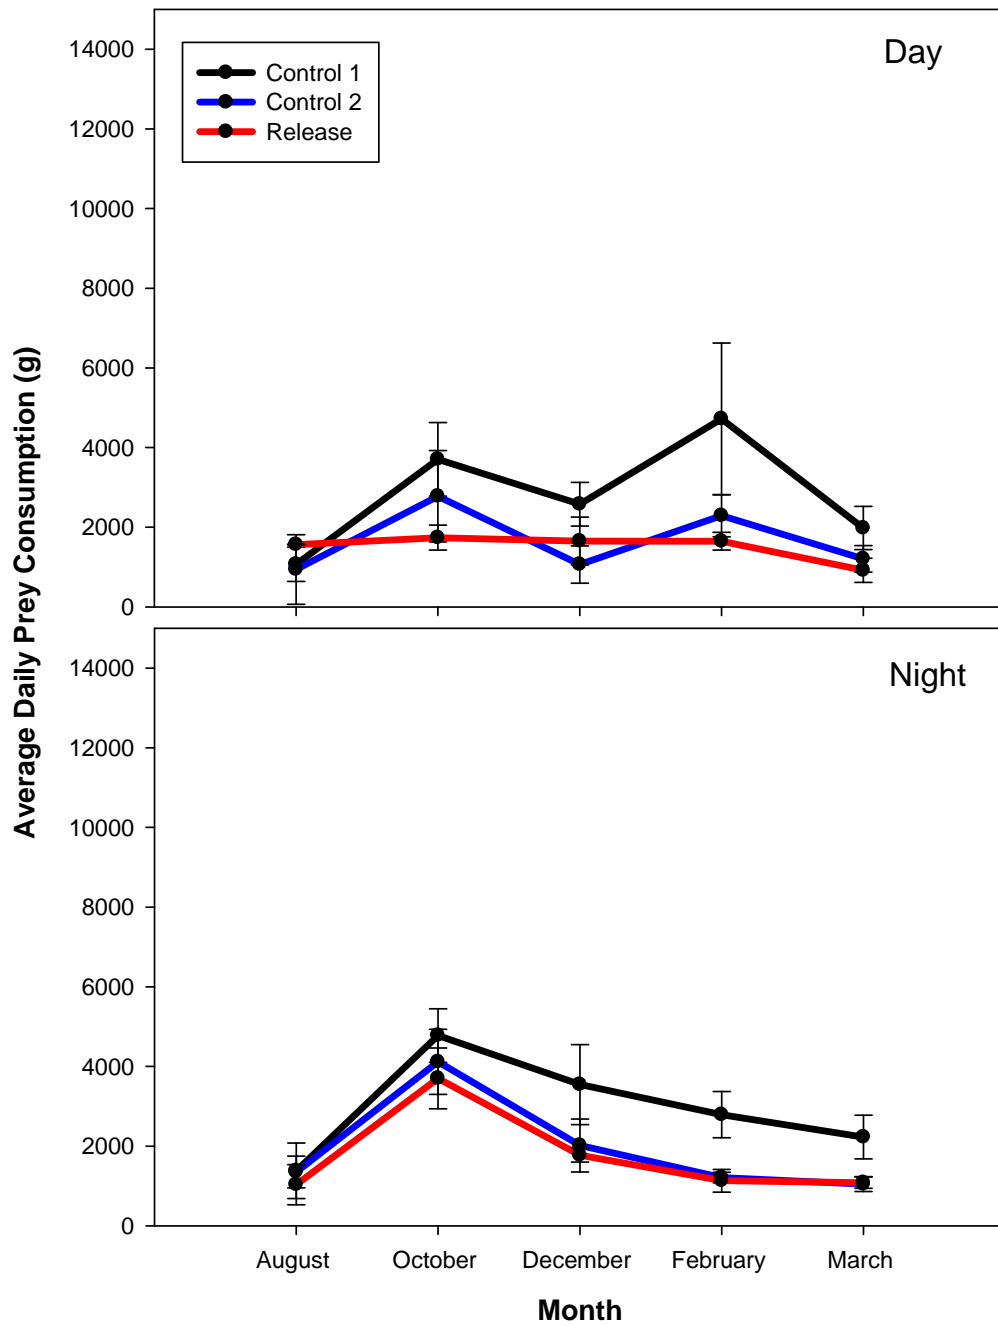 Day
Control 1
Control 2
Release
14000
12000
10000
8000
6000
4000
2000
0
Average Daily Prey Consumption (g)
Night
14000
12000
10000
8000
6000
4000
2000
0
August October December February March
Month